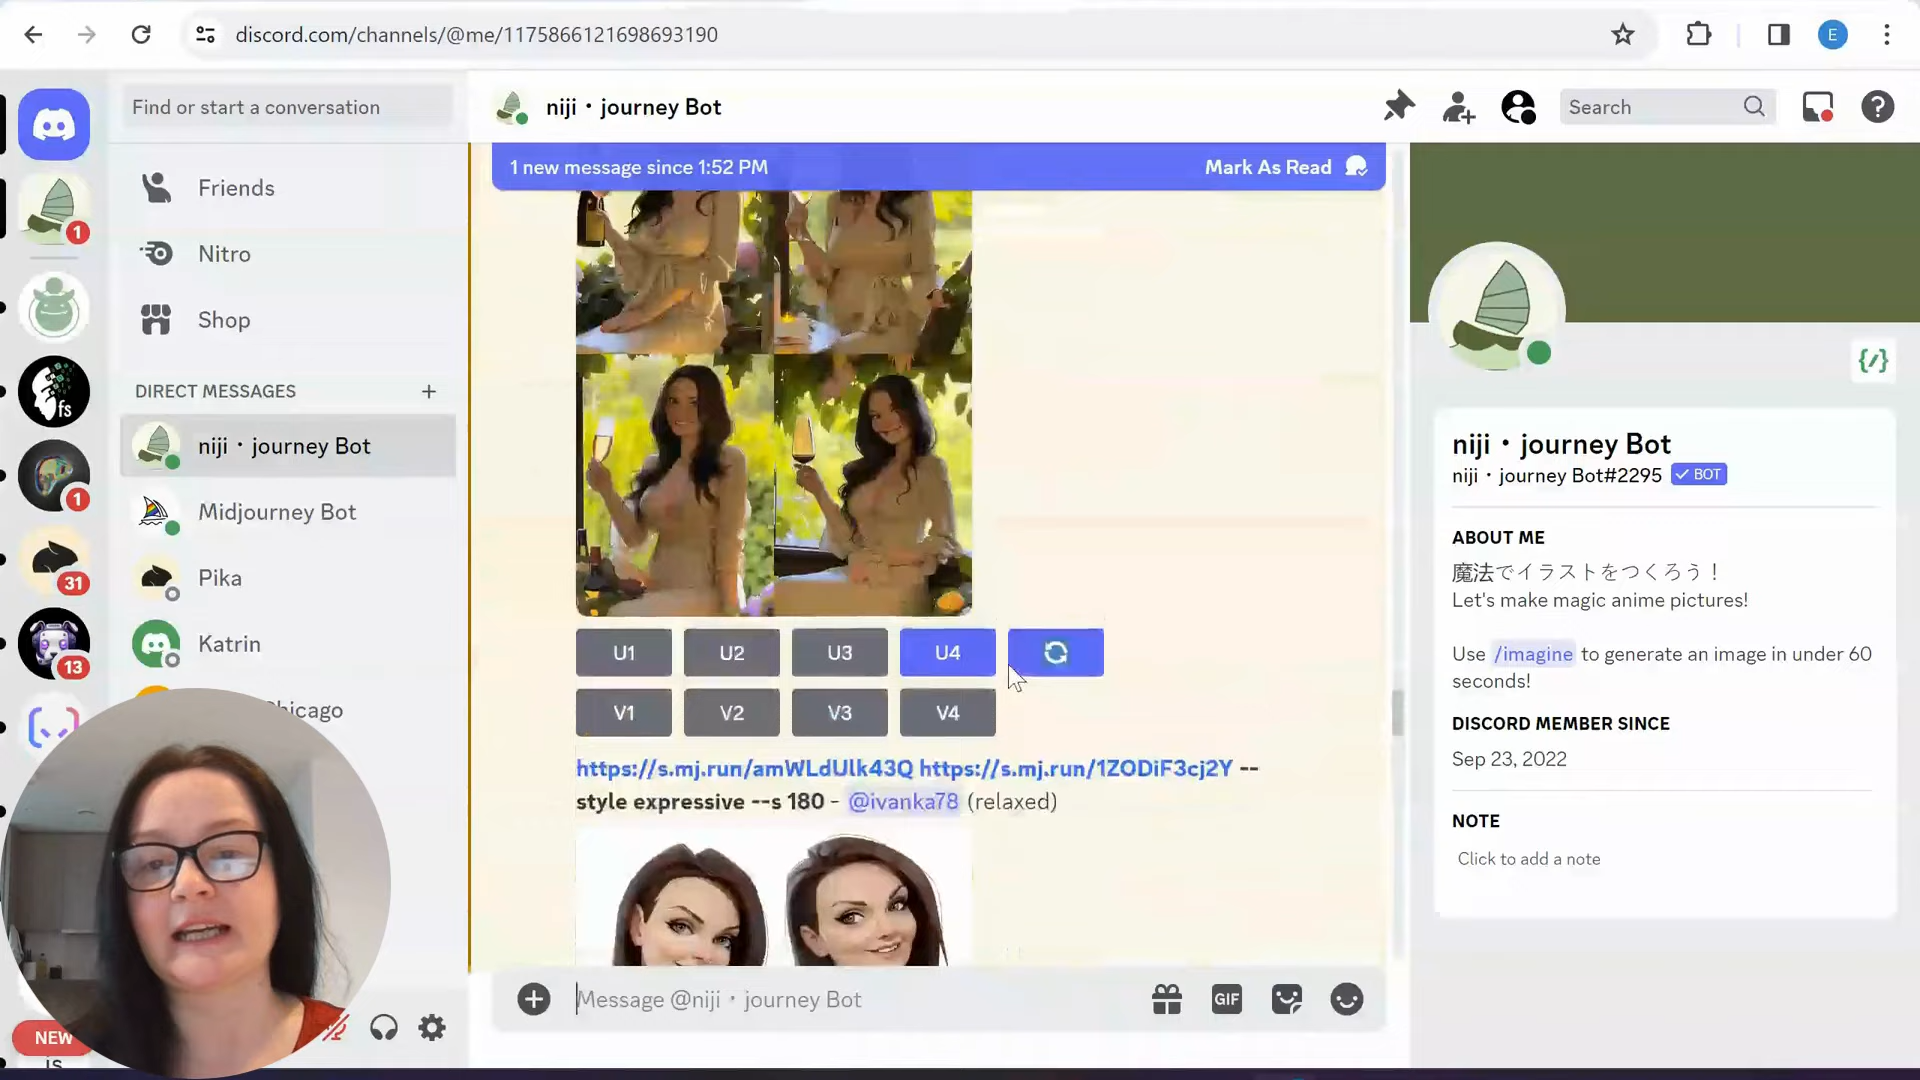 discord.com/channels/@me/1175866121698693190
E
Find or start a conversation
niji・journey Bot
Search
1 new message since 1:52 PM
Mark As Read
Friends
Nitro
Shop
DIRECT MESSAGES
niji・journey Bot
Midjourney Bot
Pika
Katrin
Chicago
1
fs
1
31
13
NEW
U1 U2 U3 U4
V1 V2 V3 V4
https://s.mj.run/amWLdUlk43Q https://s.mj.run/1ZODiF3cj2Y --
style expressive --s 180 - @ivanka78 (relaxed)
Message @niji・journey Bot
GIF
niji・journey Bot
niji・journey Bot#2295 BOT
ABOUT ME
魔法でイラストをつくろう！
Let's make magic anime pictures!
Use /imagine to generate an image in under 60
seconds!
DISCORD MEMBER SINCE
Sep 23, 2022
NOTE
Click to add a note